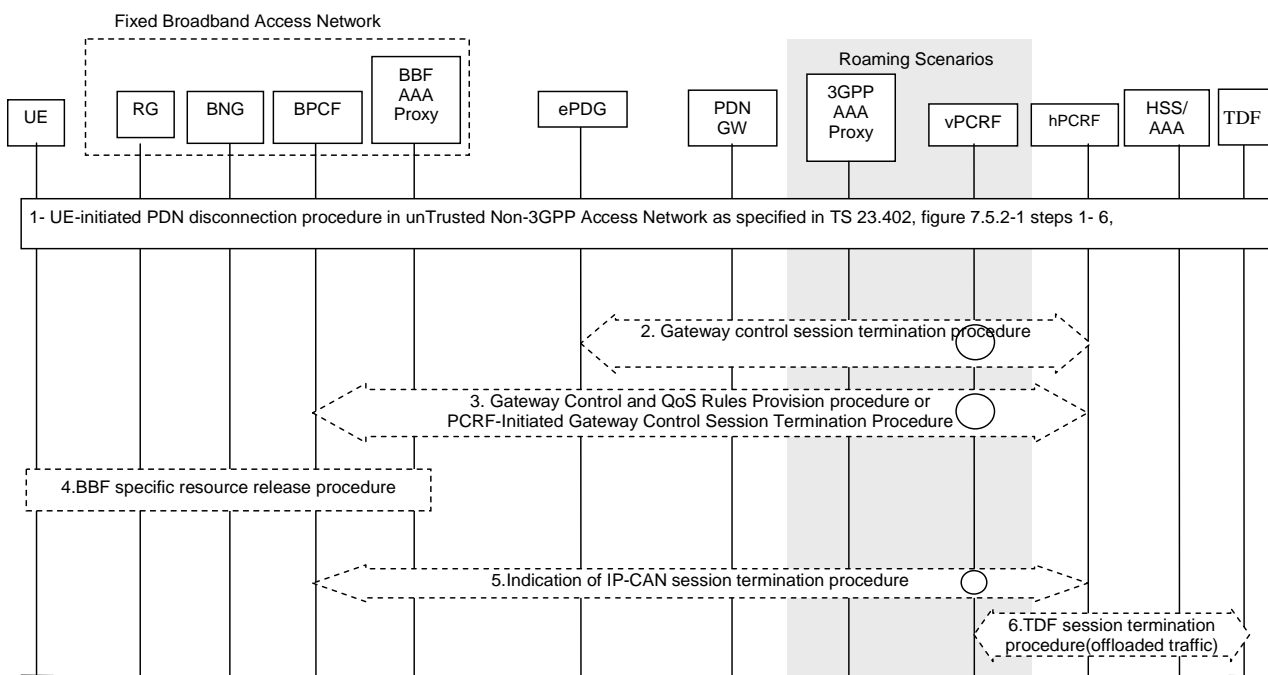 Fixed Broadband Access Network
Roaming Scenarios
UE
RG
BNG
BPCF
BBF
AAA
Proxy
ePDG
PDN
GW
3GPP
AAA
Proxy
vPCRF
hPCRF
HSS/
AAA
TDF
1- UE-initiated PDN disconnection procedure in unTrusted Non-3GPP Access Network as specified in TS 23.402, figure 7.5.2-1 steps 1- 6,
2. Gateway control session termination procedure
3. Gateway Control and QoS Rules Provision procedure or
PCRF-Initiated Gateway Control Session Termination Procedure
4.BBF specific resource release procedure
5.Indication of IP-CAN session termination procedure
6.TDF session termination
procedure(offloaded traffic)